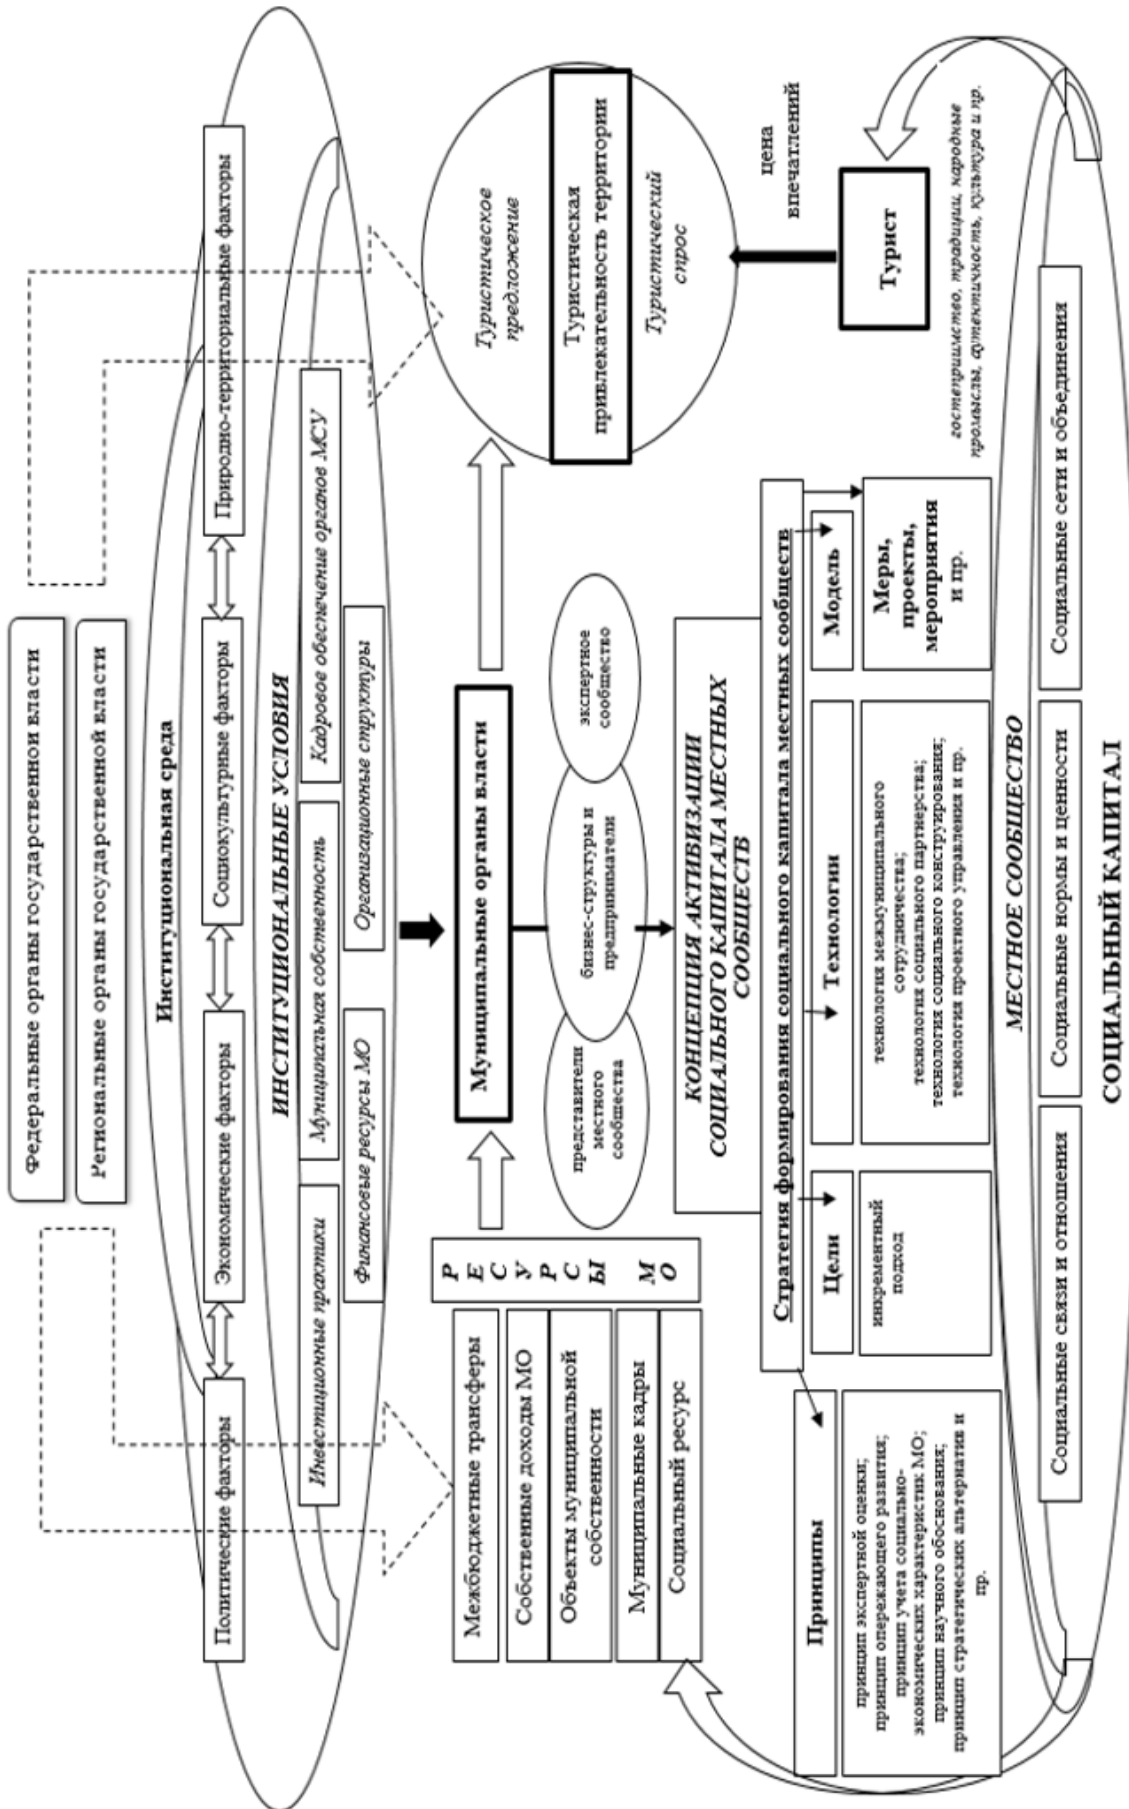 Федеральные органы государственной власти
Региональные органы государственной власти
Институциональная среда
Политические факторы
Экономические факторы
Социокультурные факторы
Природно-территориальные факторы
ИНСТИТУЦИОНАЛЬНЫЕ УСЛОВИЯ
Инвестиционные практики
Муниципальная собственность
Кадровое обеспечение органов МСУ
Финансовые ресурсы МО
Организационные структуры
Межбюджетные трансферы
Собственные доходы МО
Объекты муниципальной
собственности
Муниципальные кадры
Социальный ресурс
РЕСУРСЫ МО
Муниципальные органы власти
представители
местного
сообщества
бизнес-структуры и
предприниматели
экспертное
сообщество
Туристическое
предложение
Туристическая
привлекательность территории
Туристический
спрос
цена
впечатлений
Турист
КОНЦЕПЦИЯ АКТИВИЗАЦИИ
СОЦИАЛЬНОГО КАПИТАЛА МЕСТНЫХ
СООБЩЕСТВ
Стратегия формирования социального капитала местных сообществ
Принципы
Цели
Технологии
Модель
принцип экспертной оценки;
принцип опережающего развития;
принцип учета социально-
экономических характеристик МО;
принцип научного обоснования;
принцип стратегических альтернатив и
пр.
инкрементный
подход
технология межмуниципального
сотрудничества;
технология социального партнерства;
технология социального конструирования;
технология проектного управления и пр.
Меры,
проекты,
мероприятия
и пр.
гостеприимство, традиции, народные
промыслы, аутентичность, культура и пр.
МЕСТНОЕ СООБЩЕСТВО
Социальные связи и отношения
Социальные нормы и ценности
Социальные сети и объединения
СОЦИАЛЬНЫЙ КАПИТАЛ